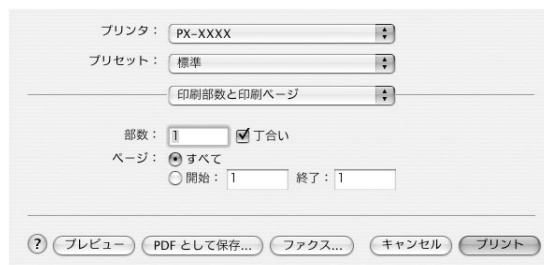 プリンタ： PX-XXXX
プリセット： 標準
印刷部数と印刷ページ
部数： 1 丁合い
ページ： すべて
開始： 1 終了： 1
? プレビュー PDF として保存... ファクス... キャンセル プリント